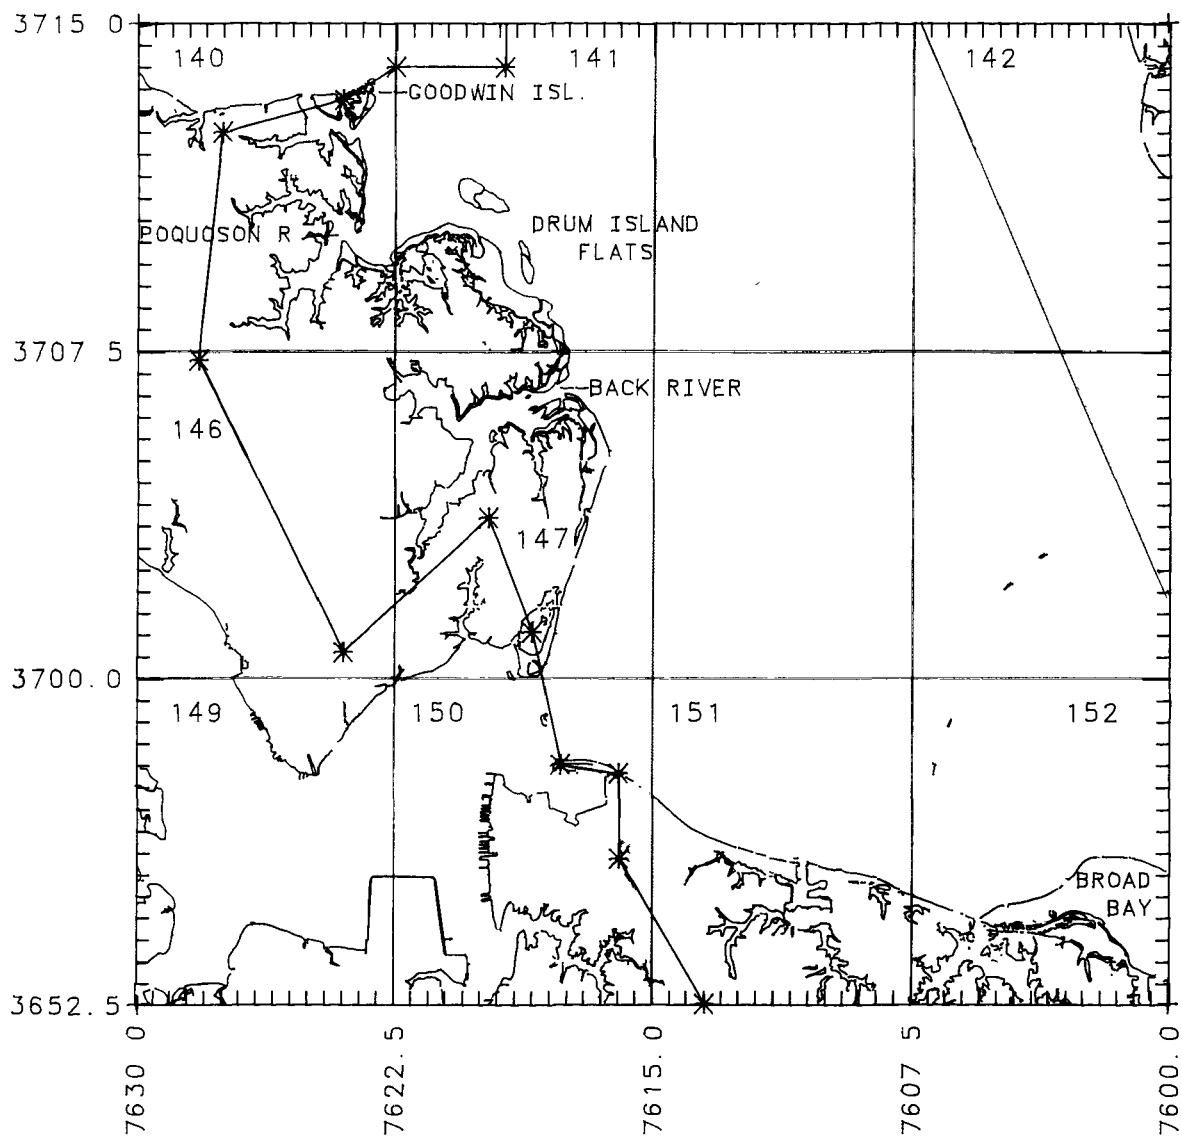 3715 0
140
141
142
GOODWIN ISL.
DRUM ISLAND
FLATS
POQUOSON R
3707 5
BACK RIVER
146
147
3700.0
149
150
151
152
BROAD
BAY
3652.5
7630 0
7622.5
7615.0
7607.5
7600.0